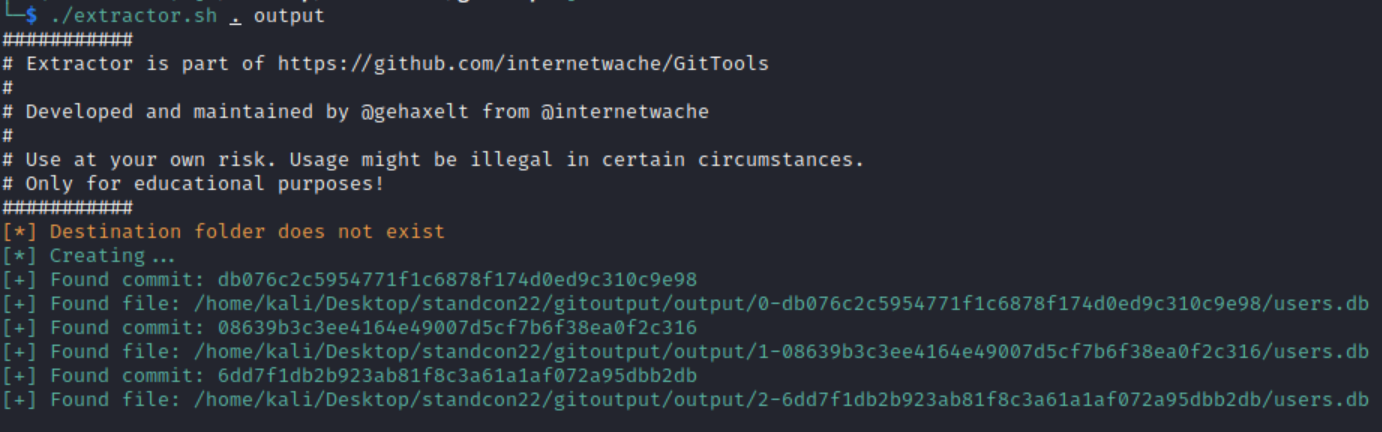 └─$ ./extractor.sh . output
###########
# Extractor is part of https://github.com/internetwache/GitTools
#
# Developed and maintained by @gehaxelt from @internetwache
#
# Use at your own risk. Usage might be illegal in certain circumstances.
# Only for educational purposes!
###########
[*] Destination folder does not exist
[*] Creating...
[+] Found commit: db076c2c5954771f1c6878f174d0ed9c310c9e98
[+] Found file: /home/kali/Desktop/standcon22/gitoutput/output/0-db076c2c5954771f1c6878f174d0ed9c310c9e98/users.db
[+] Found commit: 08639b3c3ee4164e49007d5cf7b6f38ea0f2c316
[+] Found file: /home/kali/Desktop/standcon22/gitoutput/output/1-08639b3c3ee4164e49007d5cf7b6f38ea0f2c316/users.db
[+] Found commit: 6dd7f1db2b923ab81f8c3a61a1af072a95dbb2db
[+] Found file: /home/kali/Desktop/standcon22/gitoutput/output/2-6dd7f1db2b923ab81f8c3a61a1af072a95dbb2db/users.db